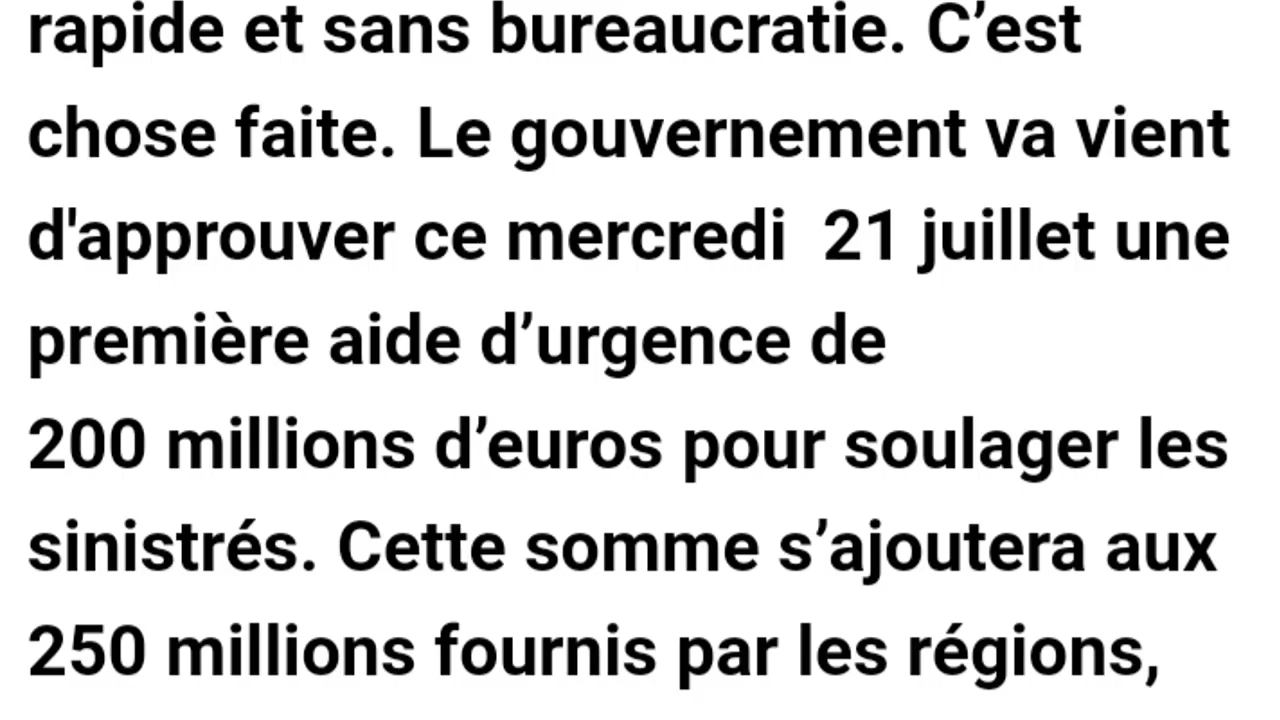 rapide et sans bureaucratie. C’est
chose faite. Le gouvernement va vient
d'approuver ce mercredi  21 juillet une
première aide d’urgence de
200 millions d’euros pour soulager les
sinistrés. Cette somme s’ajoutera aux
250 millions fournis par les régions,